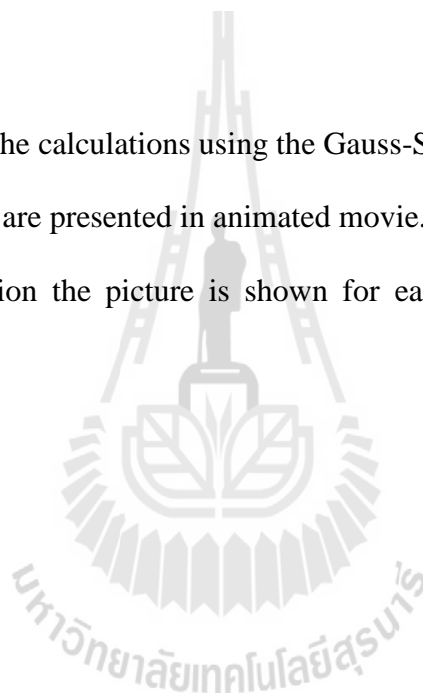 he calculations using the Gauss-S
are presented in animated movie.
ion the picture is shown for ea
มหาวิทยาลัยเทคโนโลยีสุรนารี